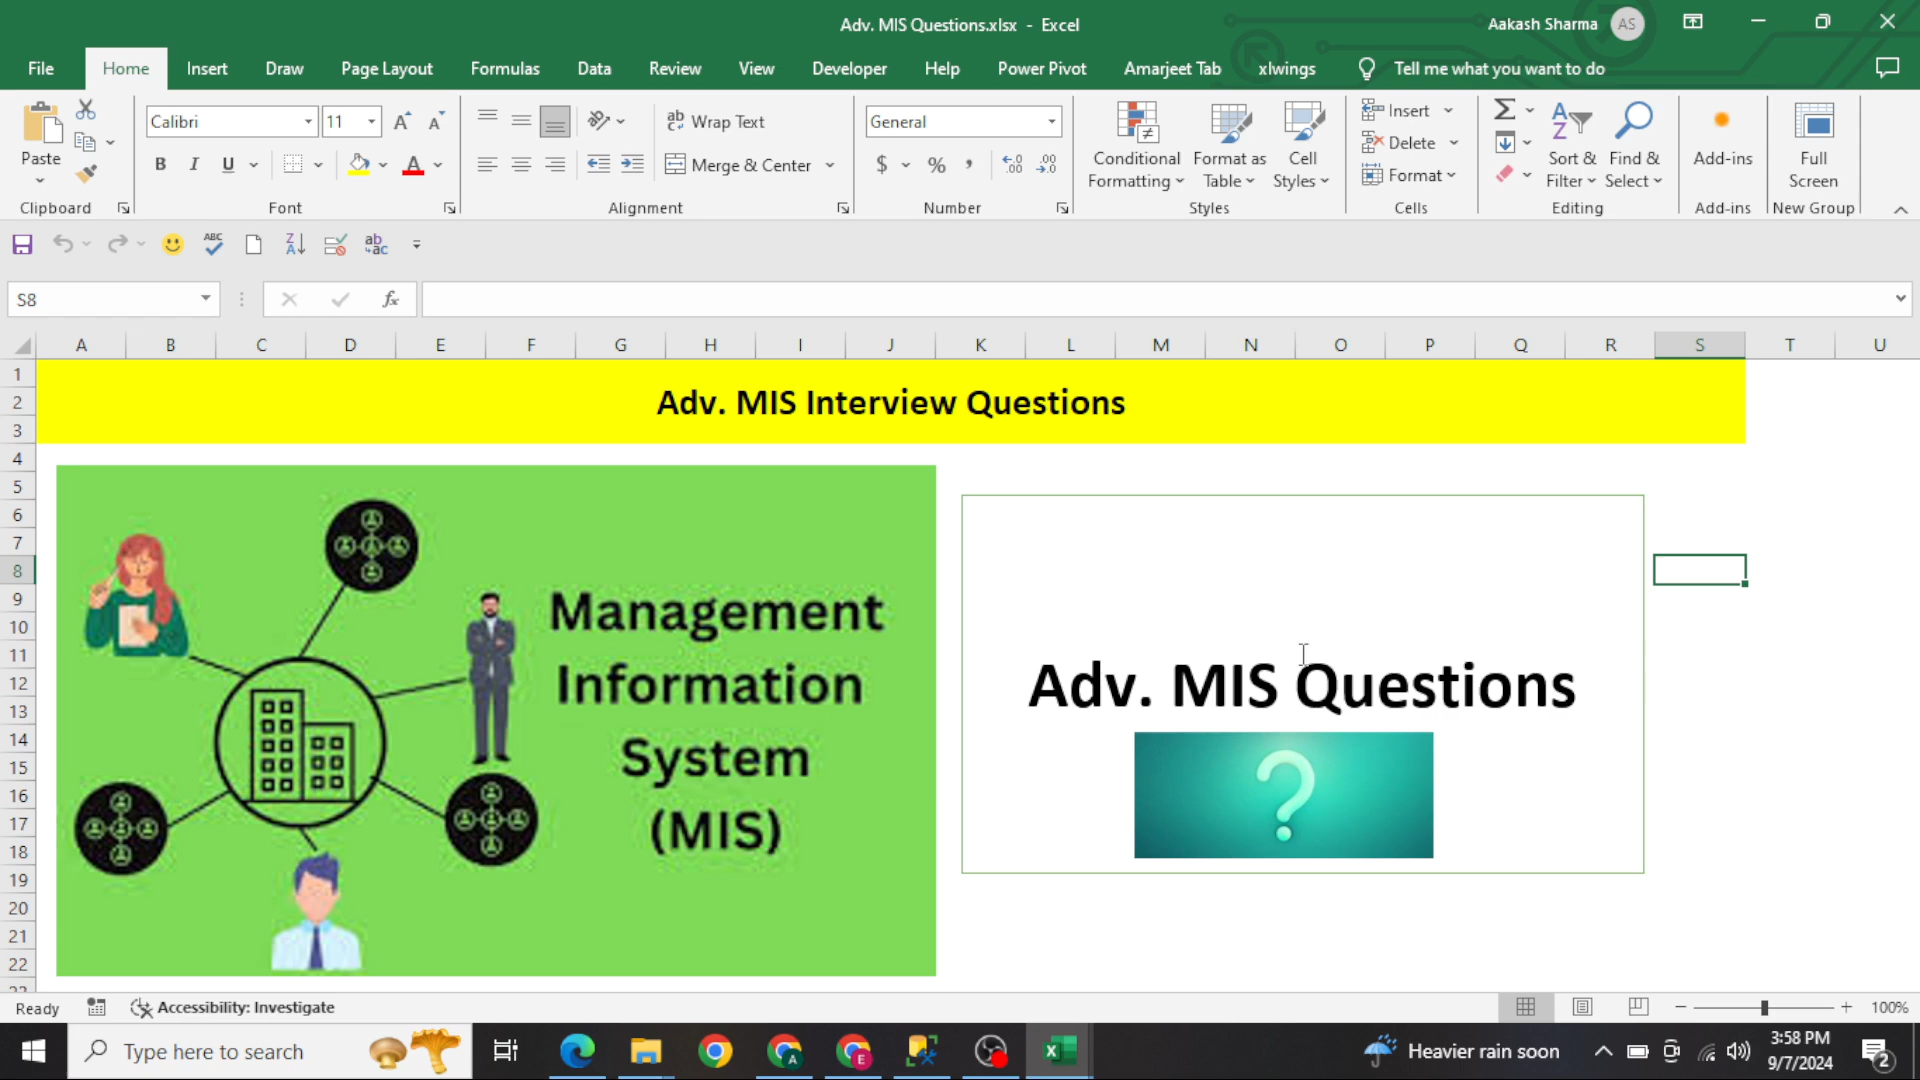 Adv. MIS Questions.xlsx - Excel
Aakash Sharma AS
File Home Insert Draw Page Layout Formulas Data Review View Developer Help Power Pivot Amarjeet Tab xlwings Tell me what you want to do
Paste
Clipboard
Calibri 11
B I U A
Font
ab Wrap Text
Merge & Center
Alignment
General
$ %
Number
Conditional Formatting
Format as Table
Cell Styles
Styles
Insert
Delete
Format
Cells
Sort & Filter
Find & Select
Editing
Add-ins
Add-ins
Full Screen
New Group
S8
fx
A B C D E F G H I J K L M N O P Q R S T U
1
2
3
4
5
6
7
8
9
10
11
12
13
14
15
16
17
18
19
20
21
22
Adv. MIS Interview Questions
Management
Information
System
(MIS)
Adv. MIS Questions
?
Ready
Accessibility: Investigate
100%
Type here to search
Heavier rain soon
3:58 PM
9/7/2024
2